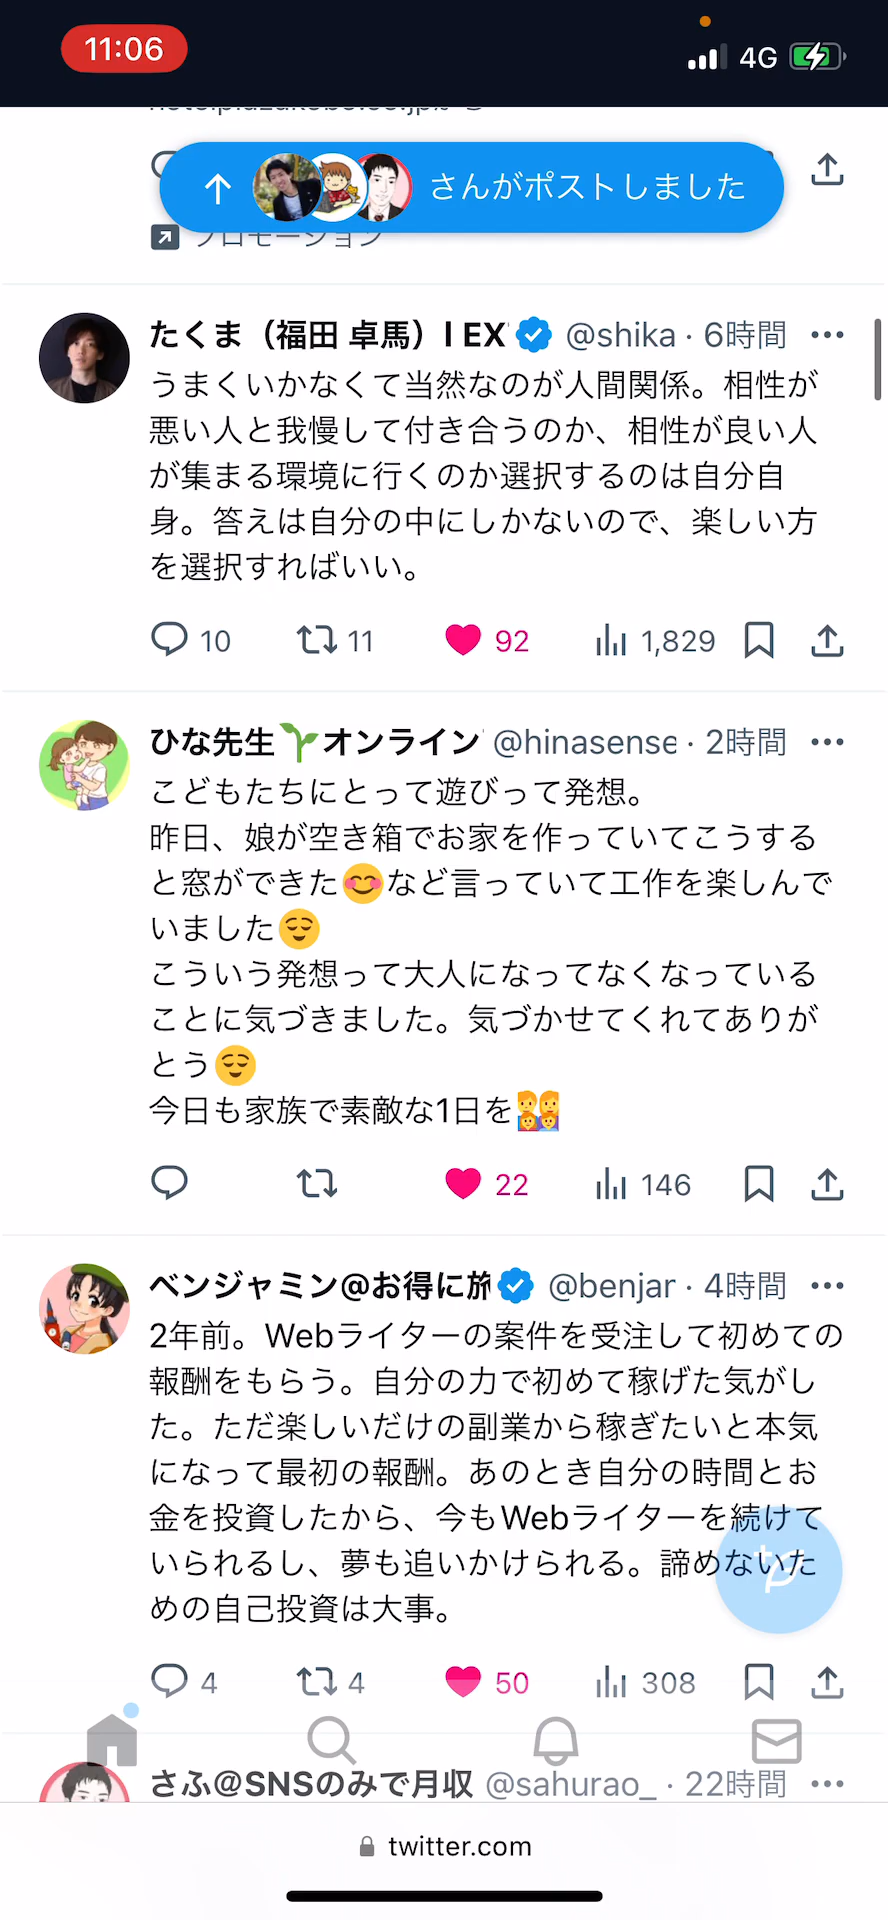 11:06
4G
さんがポストしました
プロモーション
たくま（福田 卓馬）l EX
@shika · 6時間
うまくいかなくて当然なのが人間関係。相性が
悪い人と我慢して付き合うのか、相性が良い人
が集まる環境に行くのか選択するのは自分自
身。答えは自分の中にしかないので、楽しい方
を選択すればいい。
10 11 92 1,829
ひな先生🌱オンライン
@hinasense · 2時間
こどもたちにとって遊びって発想。
昨日、娘が空き箱でお家を作っていてこうする
と窓ができた😊など言っていて工作を楽しんで
いました😌
こういう発想って大人になってなくなっている
ことに気づきました。気づかせてくれてありが
とう😌
今日も家族で素敵な1日を👨‍👩‍👧‍👦
22 146
ベンジャミン@お得に旅
@benjar · 4時間
2年前。Webライターの案件を受注して初めての
報酬をもらう。自分の力で初めて稼げた気がし
た。ただ楽しいだけの副業から稼ぎたいと本気
になって最初の報酬。あのとき自分の時間とお
金を投資したから、今もWebライターを続けて
いられるし、夢も追いかけられる。諦めないた
めの自己投資は大事。
4 4 50 308
さふ@SNSのみで月収
@sahurao_ · 22時間
twitter.com